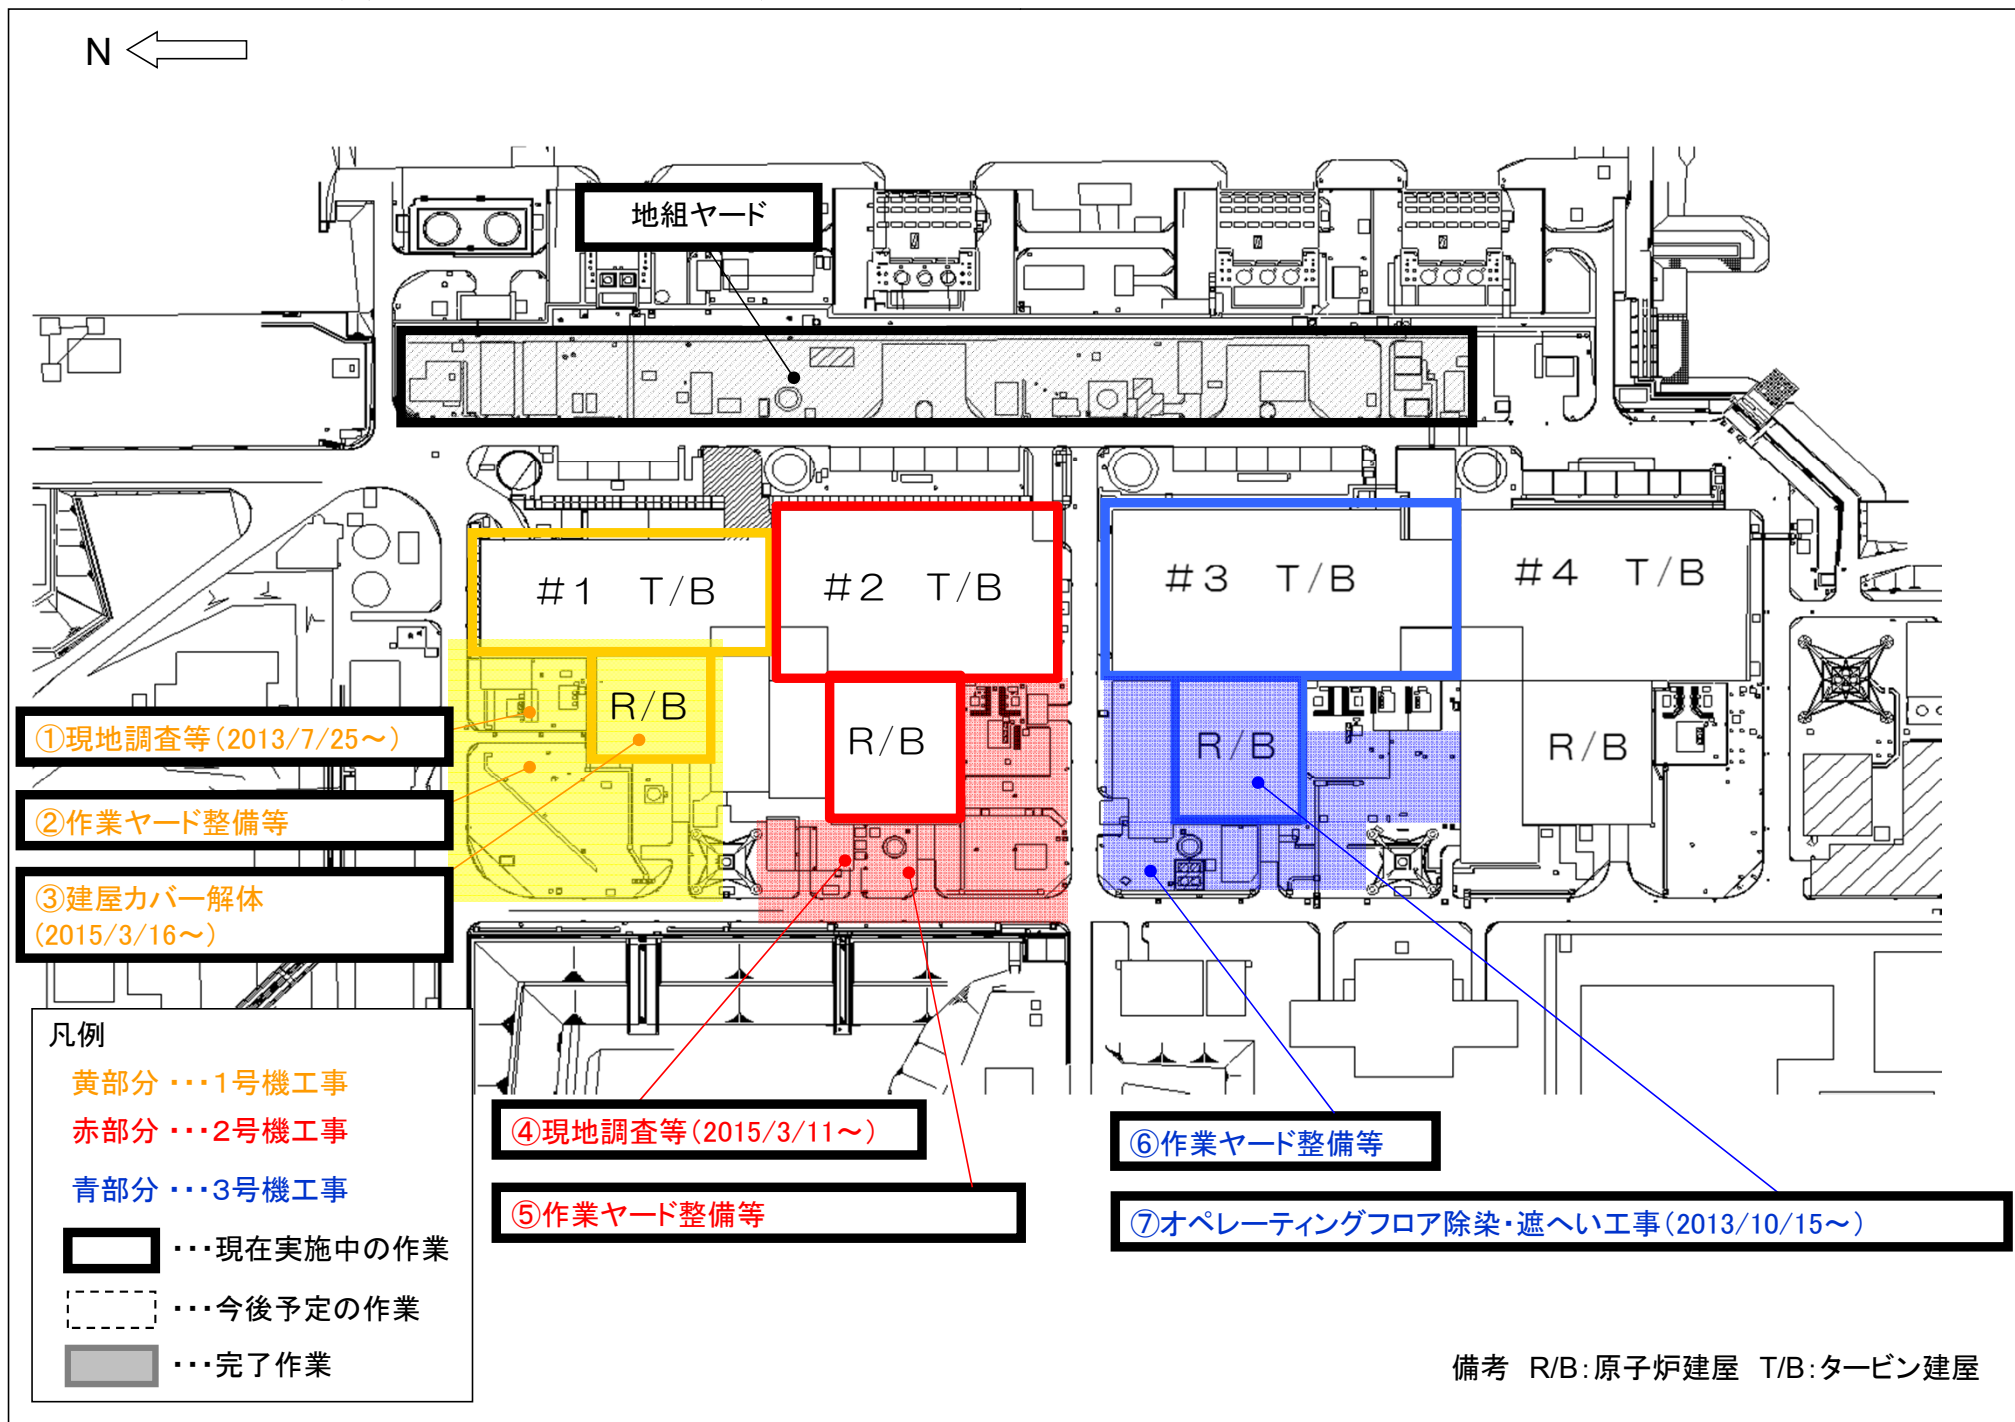 N
地組ヤード
#1 T/B
#2 T/B
#3 T/B
#4 T/B
R/B
R/B
R/B
R/B
①現地調査等(2013/7/25～)
②作業ヤード整備等
③建屋カバー解体
(2015/3/16～)
④現地調査等(2015/3/11～)
⑤作業ヤード整備等
⑥作業ヤード整備等
⑦オペレーティングフロア除染・遮へい工事(2013/10/15～)
凡例
黄部分 ･･･1号機工事
赤部分 ･･･2号機工事
青部分 ･･･3号機工事
･･･現在実施中の作業
･･･今後予定の作業
･･･完了作業
備考 R/B:原子炉建屋 T/B:タービン建屋